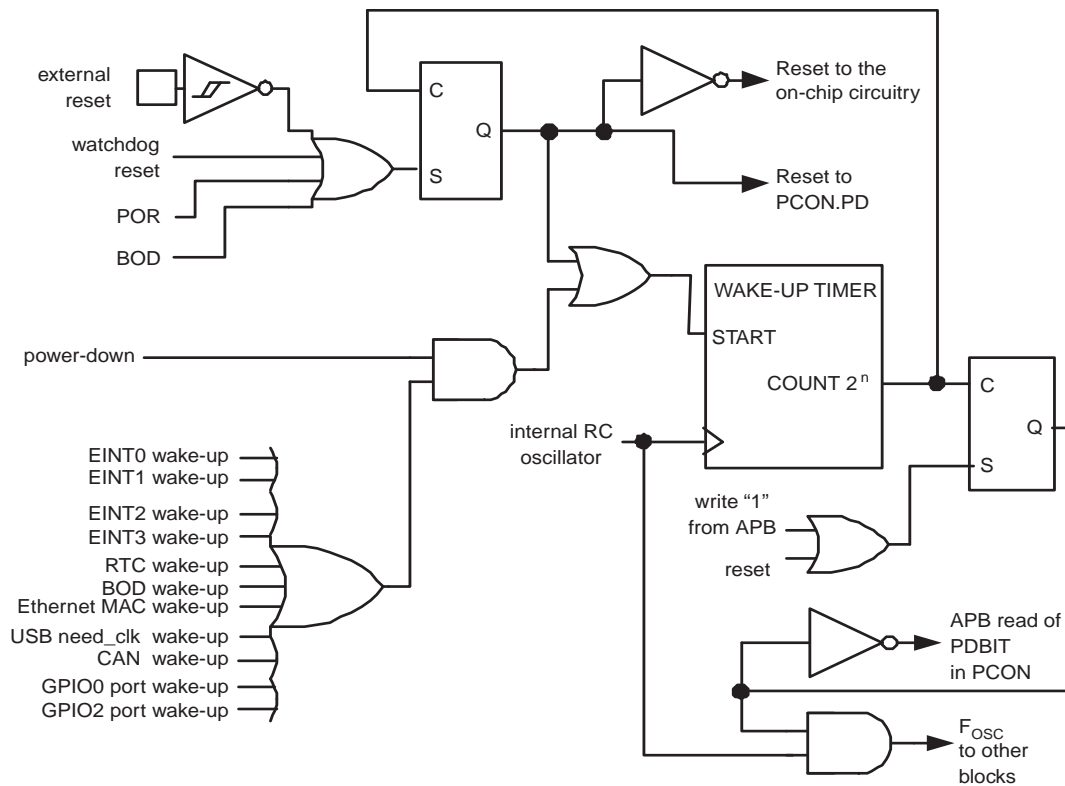 external
reset
C
Q
S
Reset to the
on-chip circuitry
watchdog
reset
Reset to
PCON.PD
POR
BOD
WAKE-UP TIMER
START
COUNT 2ⁿ
power-down
C
Q
S
internal RC
oscillator
EINT0 wake-up
EINT1 wake-up
EINT2 wake-up
EINT3 wake-up
RTC wake-up
BOD wake-up
Ethernet MAC wake-up
USB need_clk wake-up
CAN wake-up
GPIO0 port wake-up
GPIO2 port wake-up
write “1”
from APB
reset
APB read of
PDBIT
in PCON
FOSC
to other
blocks